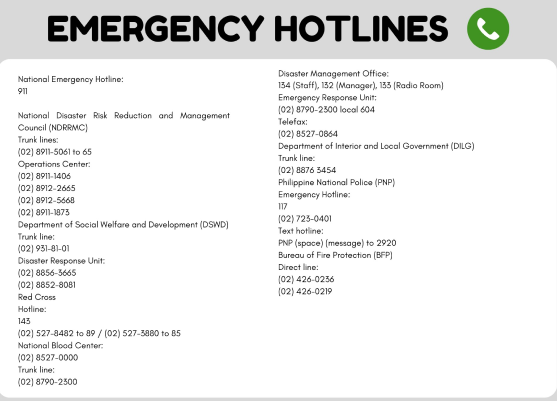 EMERGENCY HOTLINES
National Emergency Hotline:
911
National Disaster Risk Reduction and Management
Council (NDRRMC)
Trunk lines:
(02) 8911-5061 to 65
Operations Center:
(02) 8911-1406
(02) 8912-2665
(02) 8912-5668
(02) 8911-1873
Department of Social Welfare and Development (DSWD)
Trunk line:
(02) 931-81-01
Disaster Response Unit:
(02) 8856-3665
(02) 8852-8081
Red Cross
Hotline:
143
(02) 527-8482 to 89 / (02) 527-3880 to 85
National Blood Center:
(02) 8527-0000
Trunk line:
(02) 8790-2300
Disaster Management Office:
134 (Staff), 132 (Manager), 133 (Radio Room)
Emergency Response Unit:
(02) 8790-2300 local 604
Telefax:
(02) 8527-0864
Department of Interior and Local Government (DILG)
Trunk line:
(02) 8876 3454
Philippine National Police (PNP)
Emergency Hotline:
117
(02) 723-0401
Text hotline:
PNP (space) (message) to 2920
Bureau of Fire Protection (BFP)
Direct line:
(02) 426-0236
(02) 426-0219